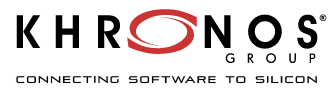 KHRONOS®
GROUP
CONNECTING SOFTWARE TO SILICON